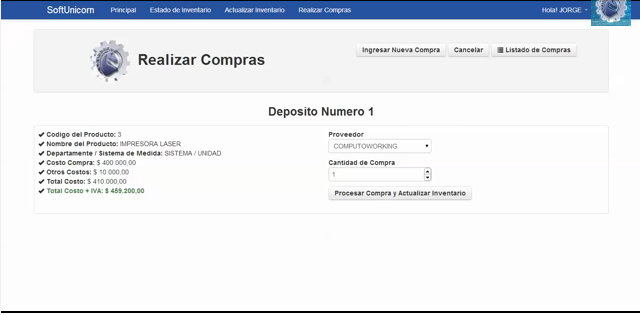 SoftUnicorn Principal Estado de Inventario Actualizar Inventario Realizar Compras Hola! JORGE
Realizar Compras
Ingresar Nueva Compra Cancelar Listado de Compras
Deposito Numero 1
Codigo del Producto: 3
Nombre del Producto: IMPRESORA LASER
Departamente / Sistema de Medida: SISTEMA / UNIDAD
Costo Compra: $ 400.000,00
Otros Costos: $ 10.000,00
Total Costo: $ 410.000,00
Total Costo + IVA: $ 459.200,00
Proveedor
COMPUTOWORKING
Cantidad de Compra
1
Procesar Compra y Actualizar Inventario